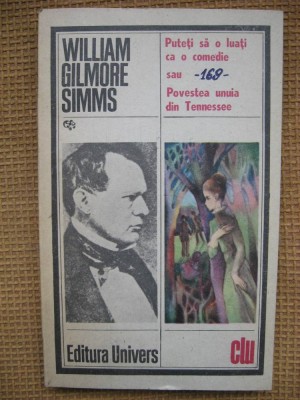 WILLIAM
GILMORE
SIMMS
Puteți să o luați
ca o comedie
sau -169-
Povestea unuia
din Tennessee
Editura Univers
clu